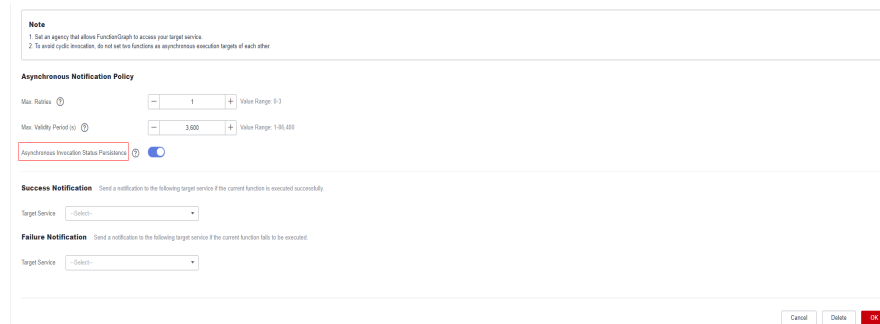 Note
1. Set an agency that allows FunctionGraph to access your target service.
2. To avoid cyclic invocation, do not set two functions as asynchronous execution targets of each other.
Asynchronous Notification Policy
Max. Retries ? − 1 + Value Range: 0-3
Max. Validity Period (s) ? − 3,600 + Value Range: 1-86,400
Asynchronous Invocation Status Persistence ?
Success Notification Send a notification to the following target service if the current function is executed successfully.
Target Service --Select--
Failure Notification Send a notification to the following target service if the current function fails to be executed.
Target Service --Select--
Cancel Delete OK